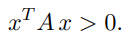 x^T A x > 0.